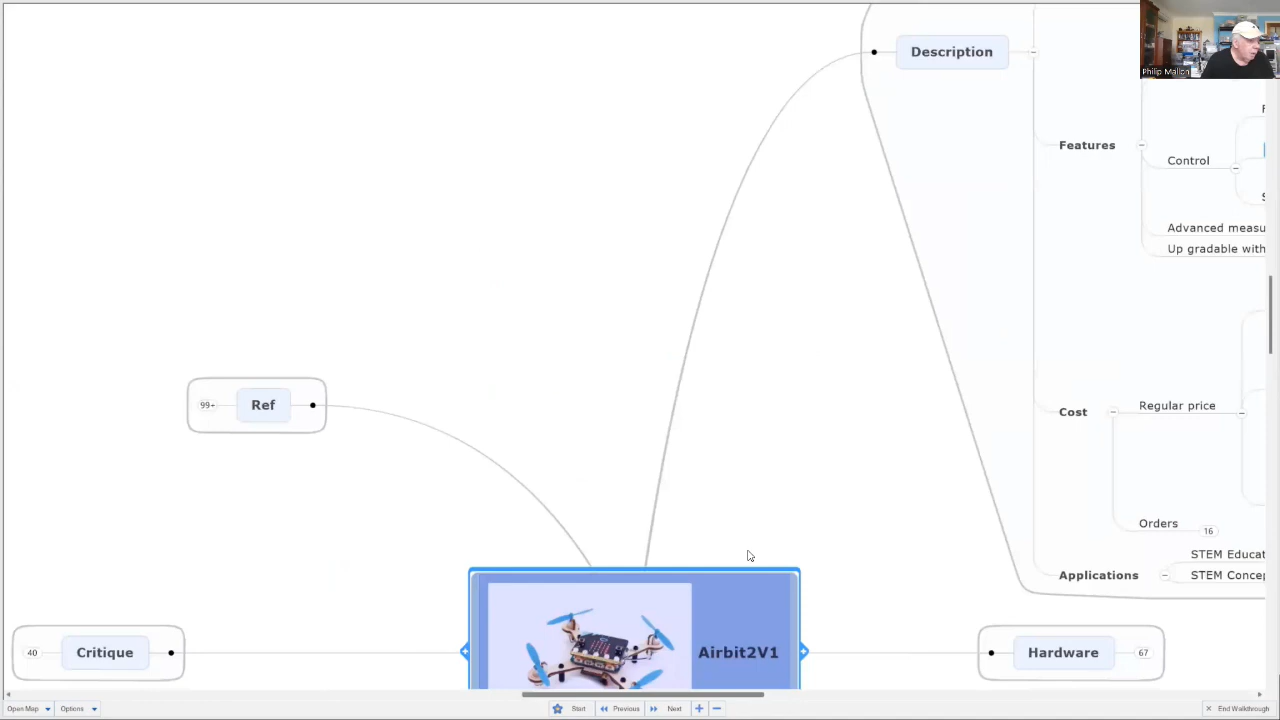 Description
Philip Mallon
Features
Control
Advanced measu
Up gradable with
Ref
99+
Cost
Regular price
Orders
16
STEM Educat
Applications
STEM Concep
Critique
40
Airbit2V1
Hardware
67
Open Map
Options
Start
Previous
Next
End Walkthrough